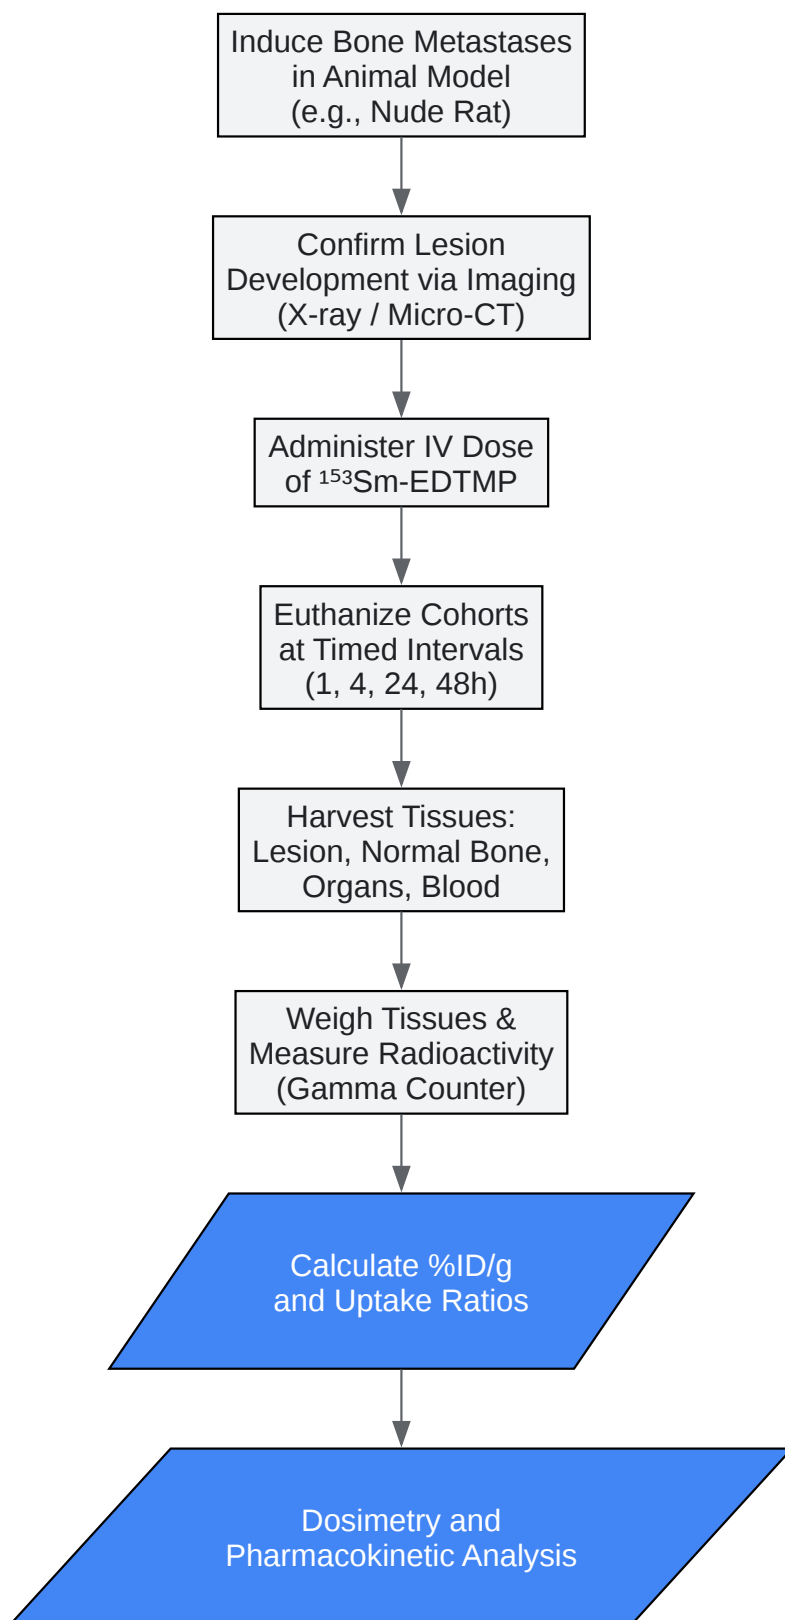 Induce Bone Metastases
in Animal Model
(e.g., Nude Rat)
Confirm Lesion
Development via Imaging
(X-ray / Micro-CT)
Administer IV Dose
of ¹⁵³Sm-EDTMP
Euthanize Cohorts
at Timed Intervals
(1, 4, 24, 48h)
Harvest Tissues:
Lesion, Normal Bone,
Organs, Blood
Weigh Tissues &
Measure Radioactivity
(Gamma Counter)
Calculate %ID/g
and Uptake Ratios
Dosimetry and
Pharmacokinetic Analysis